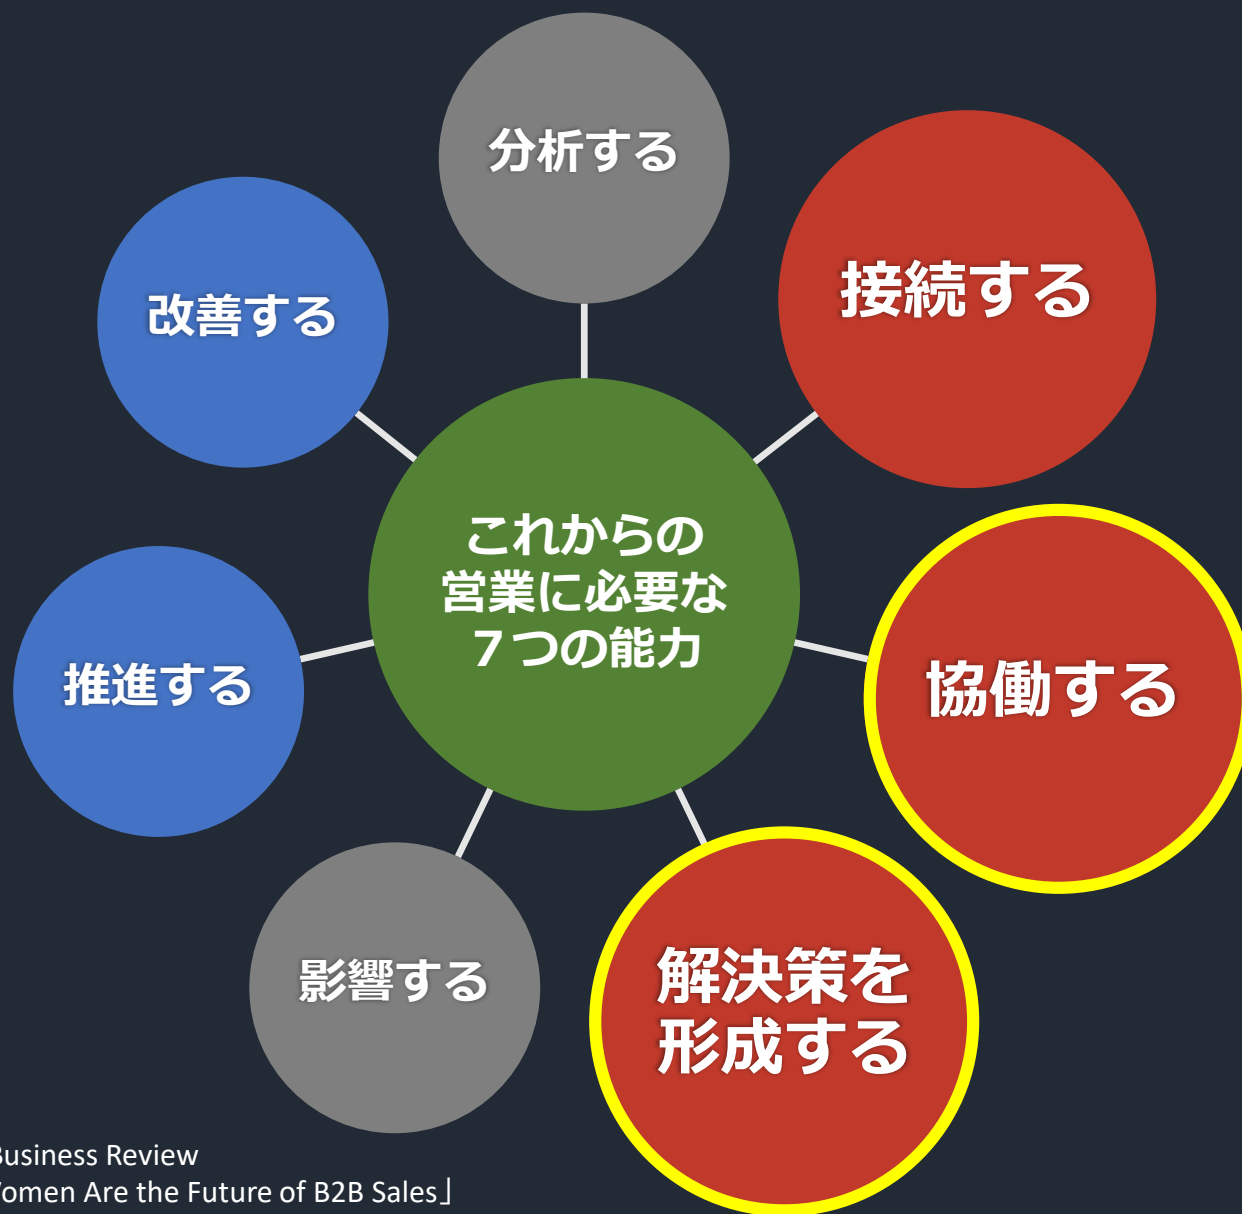 分析する
接続する
改善する
これからの
営業に必要な
７つの能力
協働する
推進する
解決策を
形成する
影響する
Business Review
Women Are the Future of B2B Sales」